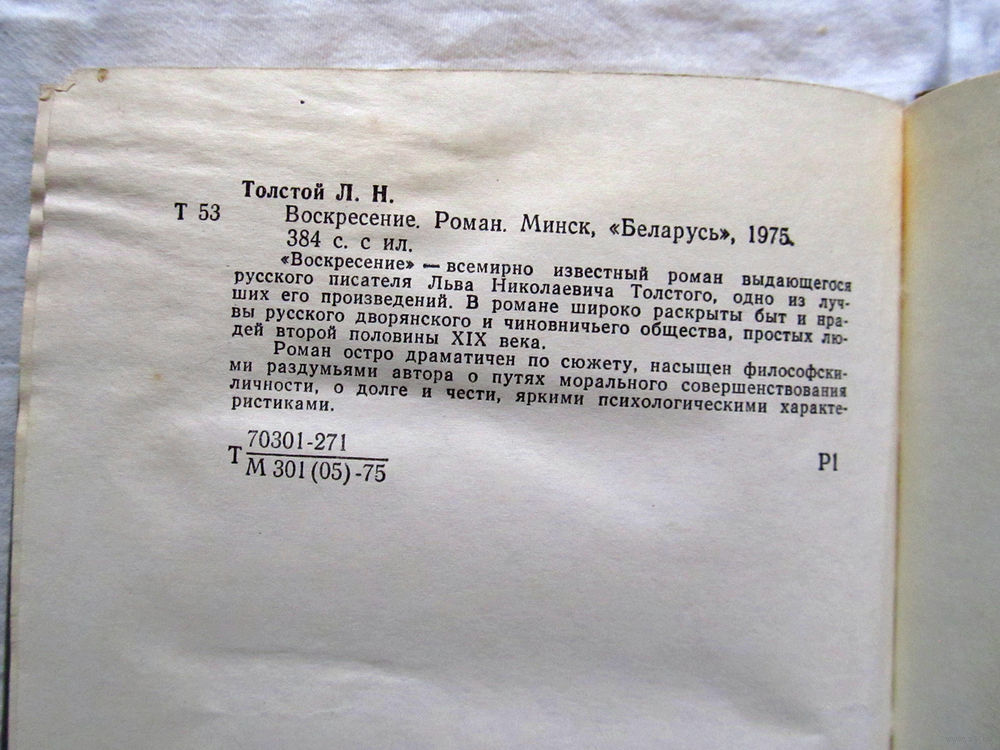 Толстой Л. Н.
Т 53 Воскресение. Роман. Минск, «Беларусь», 1975.
384 с. с ил.
«Воскресение» — всемирно известный роман выдающегося
русского писателя Льва Николаевича Толстого, одно из луч-
ших его произведений. В романе широко раскрыты быт и нра-
вы русского дворянского и чиновничьего общества, простых лю-
дей второй половины XIX века.
Роман остро драматичен по сюжету, насыщен философски-
ми раздумьями автора о путях морального совершенствования
личности, о долге и чести, яркими психологическими характе-
ристиками.
Т 70301-271
М 301 (05) -75
Р1